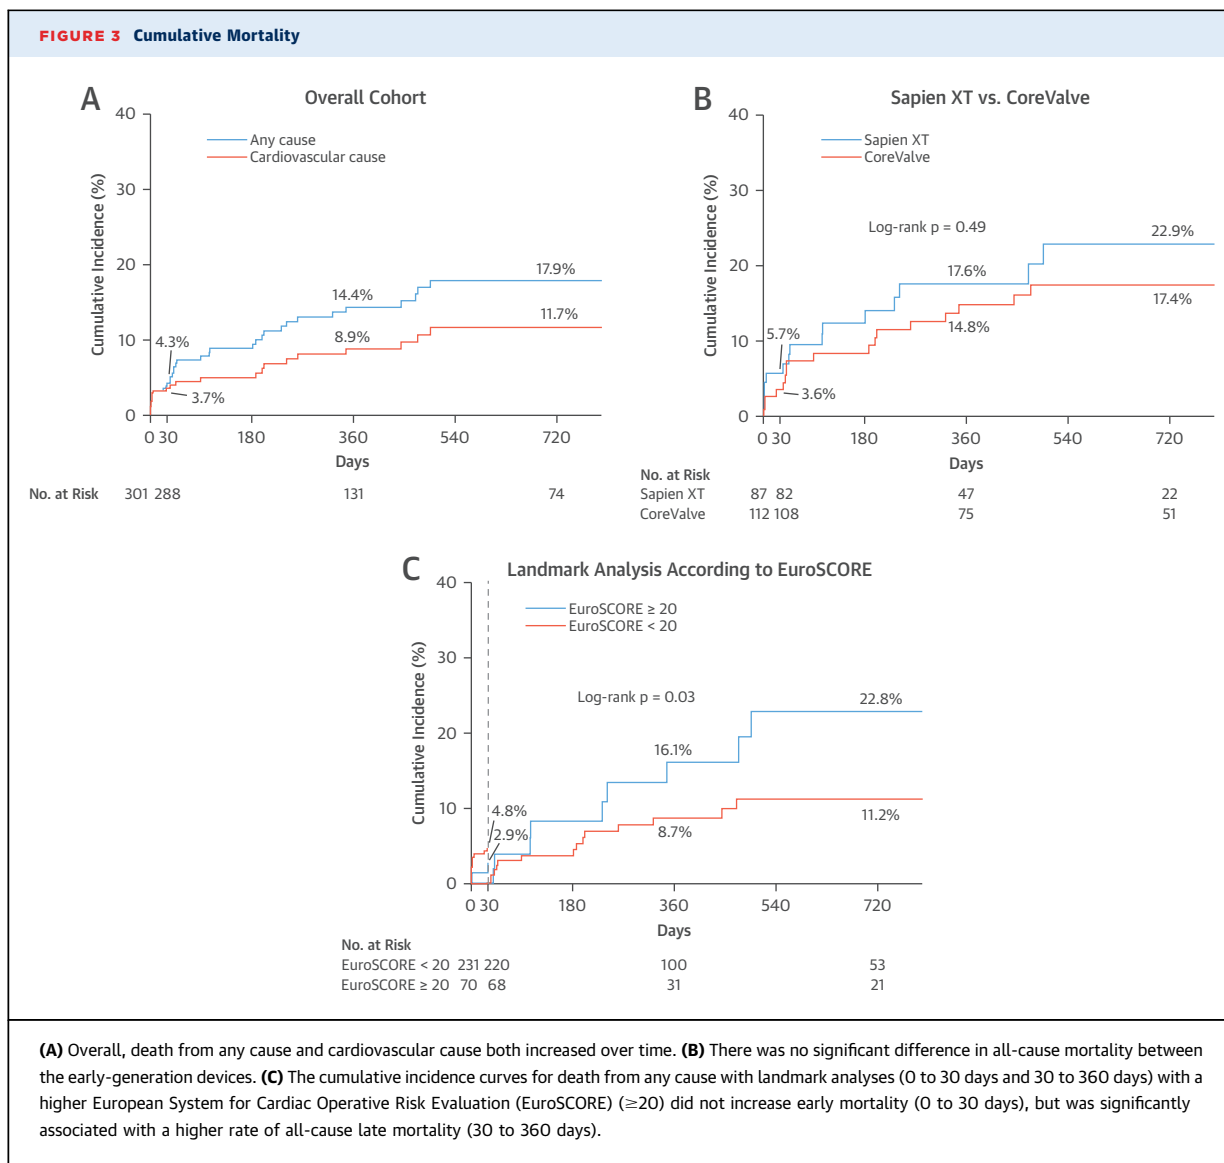 FIGURE 3 Cumulative Mortality
A
Overall Cohort
40
30
20
10
0
Cumulative Incidence (%)
Any cause
Cardiovascular cause
4.3%
3.7%
14.4%
8.9%
17.9%
11.7%
0 30 180 360 540 720
Days
No. at Risk 301 288 131 74
B
Sapien XT vs. CoreValve
40
30
20
10
0
Cumulative Incidence (%)
Sapien XT
CoreValve
Log-rank p = 0.49
5.7%
3.6%
17.6%
14.8%
22.9%
17.4%
0 30 180 360 540 720
Days
No. at Risk
Sapien XT 87 82 47 22
CoreValve 112 108 75 51
C
Landmark Analysis According to EuroSCORE
40
30
20
10
0
Cumulative Incidence (%)
EuroSCORE ≥ 20
EuroSCORE < 20
Log-rank p = 0.03
4.8%
2.9%
16.1%
8.7%
22.8%
11.2%
0 30 180 360 540 720
Days
No. at Risk
EuroSCORE < 20 231 220 100 53
EuroSCORE ≥ 20 70 68 31 21
(A) Overall, death from any cause and cardiovascular cause both increased over time. (B) There was no significant difference in all-cause mortality between
the early-generation devices. (C) The cumulative incidence curves for death from any cause with landmark analyses (0 to 30 days and 30 to 360 days) with a
higher European System for Cardiac Operative Risk Evaluation (EuroSCORE) (≥20) did not increase early mortality (0 to 30 days), but was significantly
associated with a higher rate of all-cause late mortality (30 to 360 days).